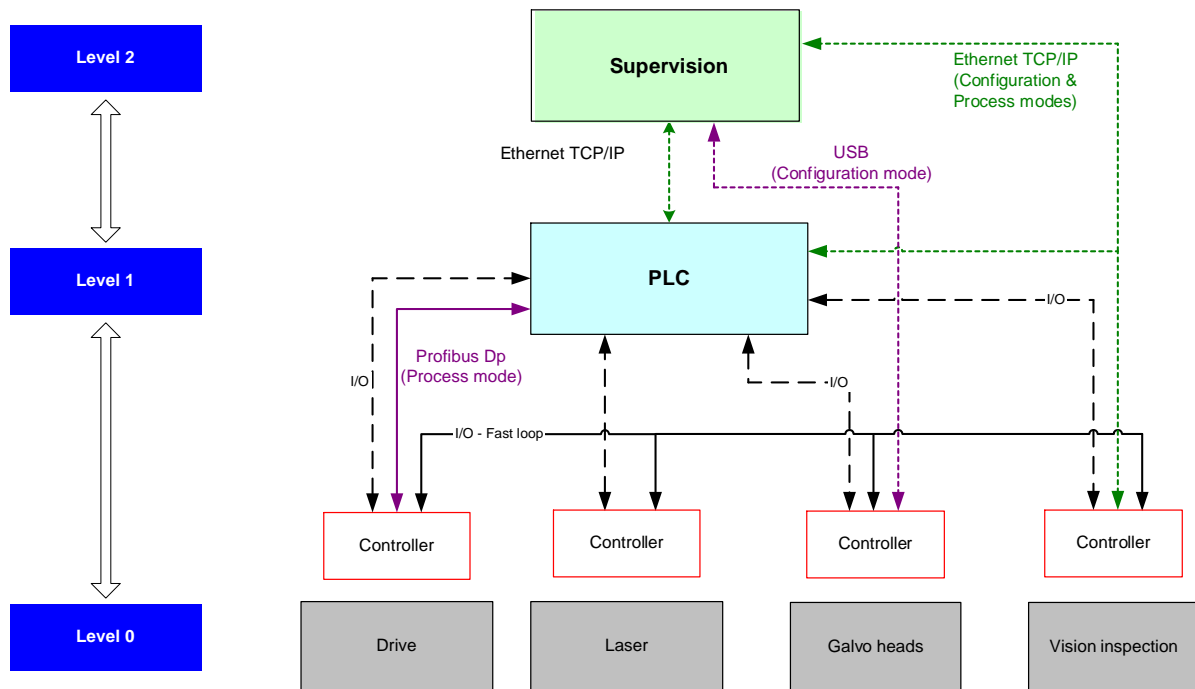 Level 2
Supervision
Ethernet TCP/IP
(Configuration &
Process modes)
Ethernet TCP/IP
USB
(Configuration mode)
Level 1
PLC
I/O
Profibus Dp
(Process mode)
I/O
I/O
I/O - Fast loop
Controller
Controller
Controller
Controller
Level 0
Drive
Laser
Galvo heads
Vision inspection